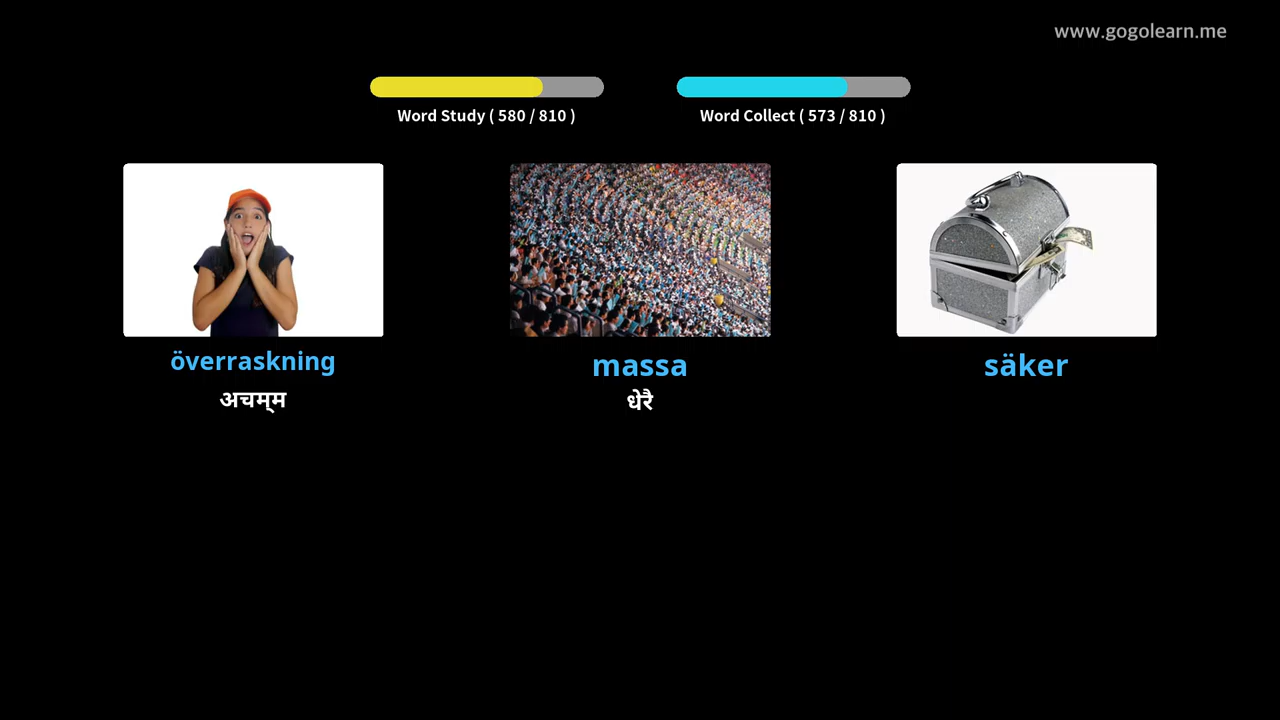 www.gogolearn.me
Word Study ( 580 / 810 )
Word Collect ( 573 / 810 )
överraskning
massa
säker
अचम्म
धेरै